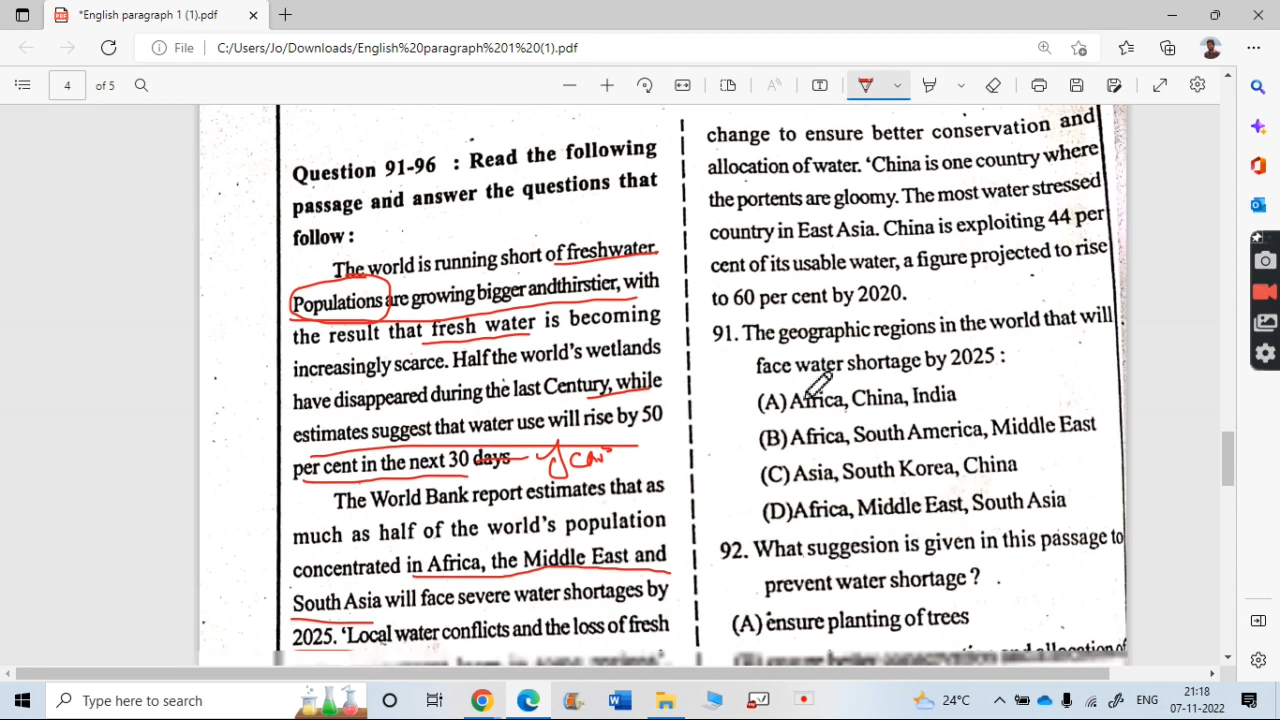 *English paragraph 1 (1).pdf
File
C:/Users/Jo/Downloads/English%20paragraph%201%20(1).pdf
4
of 5
Question 91-96 : Read the following
passage and answer the questions that
follow :
The world is running short of freshwater.
Populations are growing bigger andthirstier, with
the result that fresh water is becoming
increasingly scarce. Half the world's wetlands
have disappeared during the last Century, while
estimates suggest that water use will rise by 50
per cent in the next 30 days
The World Bank report estimates that as
much as half of the world's population
concentrated in Africa, the Middle East and
South Asia will face severe water shortages by
2025. 'Local water conflicts and the loss of fresh
change to ensure better conservation and
allocation of water. 'China is one country where
the portents are gloomy. The most water stressed
country in East Asia. China is exploiting 44 per
cent of its usable water, a figure projected to rise
to 60 per cent by 2020.
91. The geographic regions in the world that will
face water shortage by 2025 :
(A) Africa, China, India
(B) Africa, South America, Middle East
(C) Asia, South Korea, China
(D) Africa, Middle East, South Asia
92. What suggesion is given in this passage to
prevent water shortage ?
(A) ensure planting of trees
Type here to search
24°C
ENG
21:18
07-11-2022